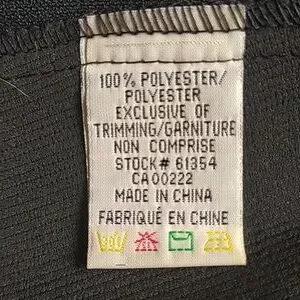 100% POLYESTER/
POLYESTER
EXCLUSIVE OF
TRIMMING/GARNITURE
NON COMPRISE
STOCK# 61354
CA00222
MADE IN CHINA
FABRIQUÉ EN CHINE